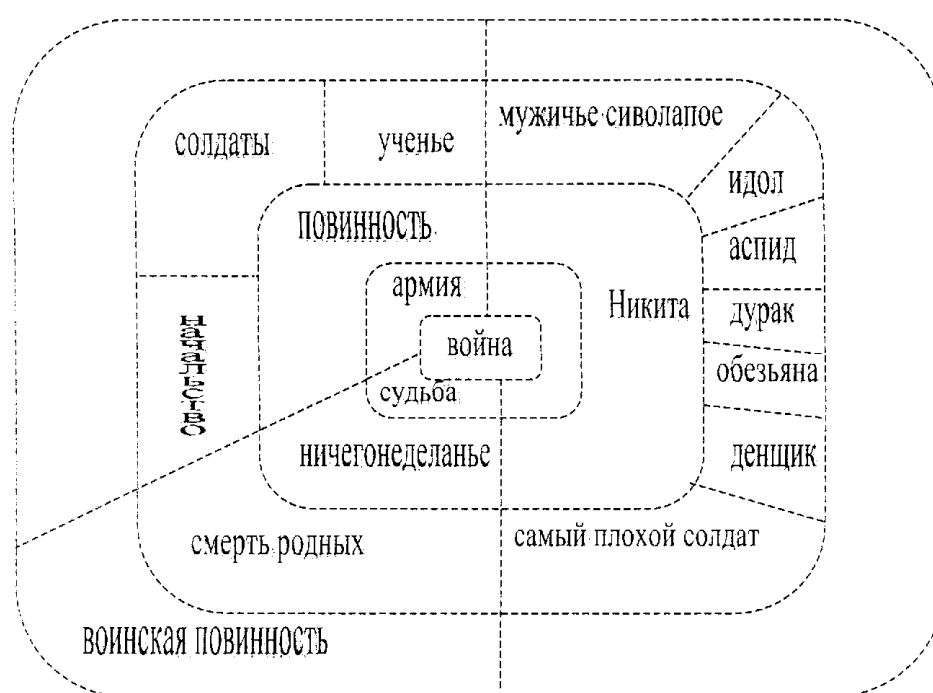 мужичье сиволапое
солдаты
ученье
идол
повинность
аспид
армия
Никита
дурак
начальство
война
обезьяна
судьба
ничегонеделанье
денщик
смерть родных
самый плохой солдат
воинская повинность